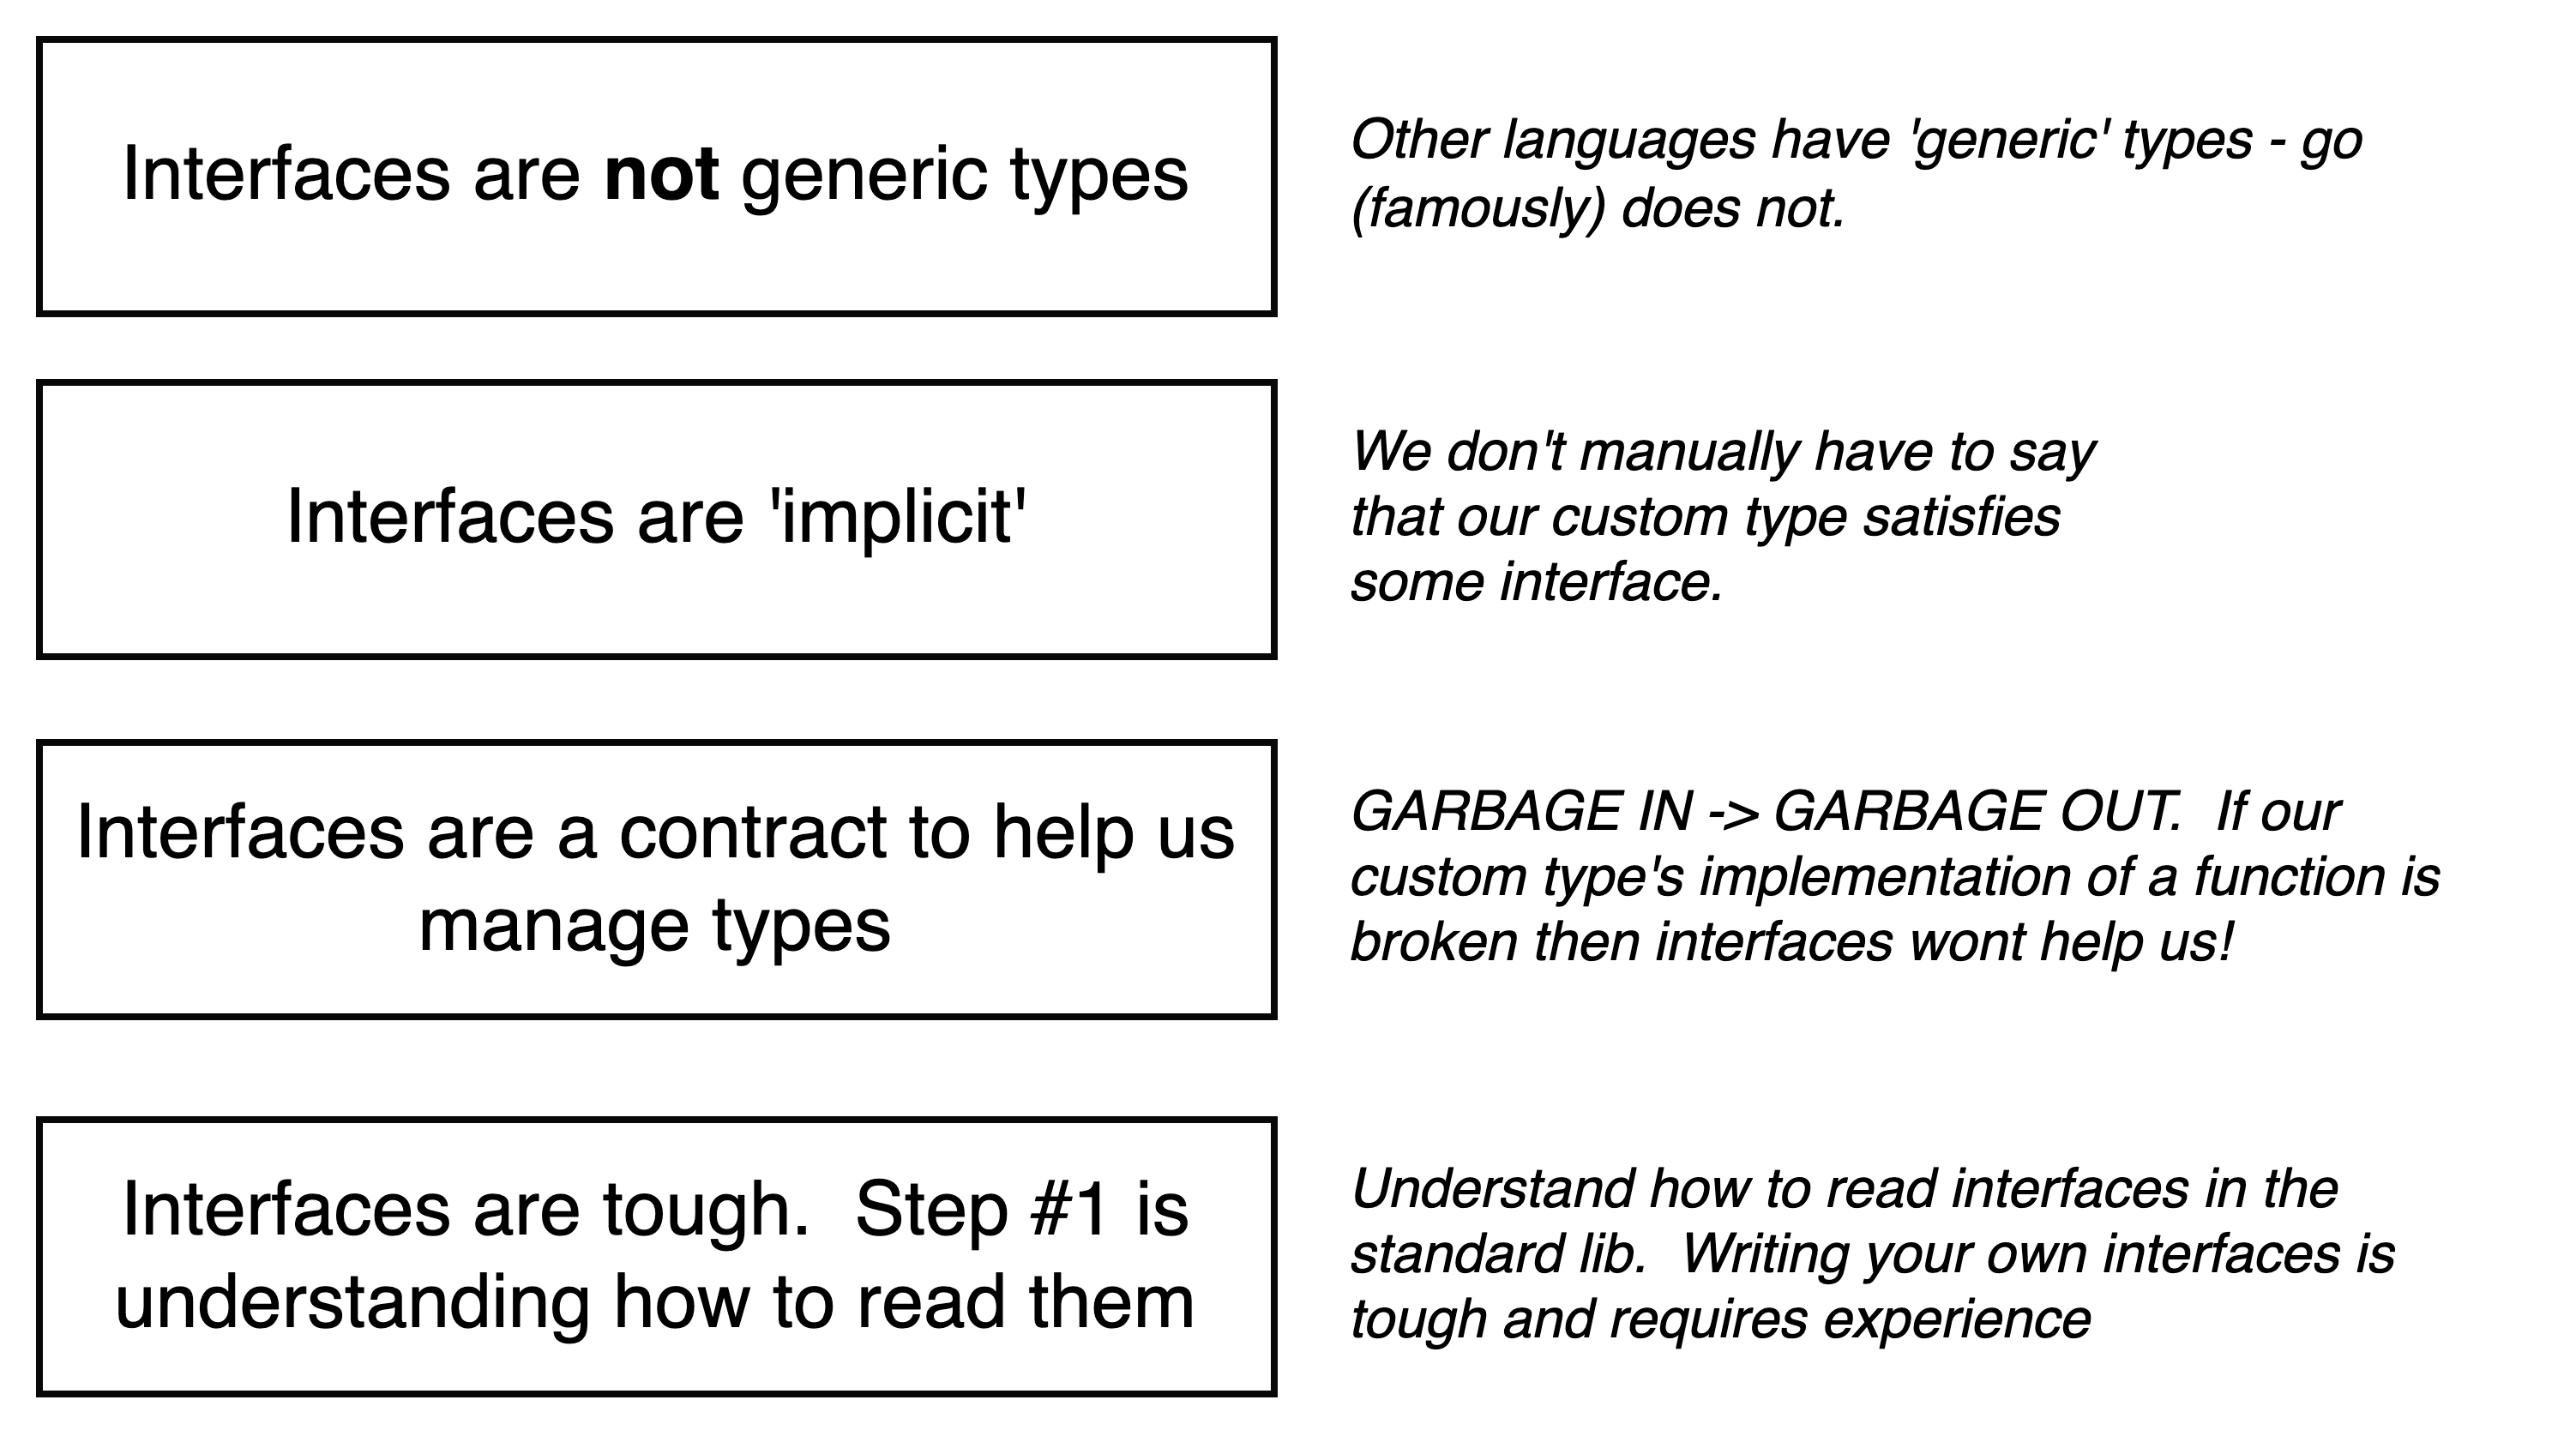 Interfaces are not generic types
Other languages have 'generic' types - go
(famously) does not.
Interfaces are 'implicit'
We don't manually have to say
that our custom type satisfies
some interface.
Interfaces are a contract to help us
manage types
GARBAGE IN -> GARBAGE OUT.  If our
custom type's implementation of a function is
broken then interfaces wont help us!
Interfaces are tough.  Step #1 is
understanding how to read them
Understand how to read interfaces in the
standard lib.  Writing your own interfaces is
tough and requires experience